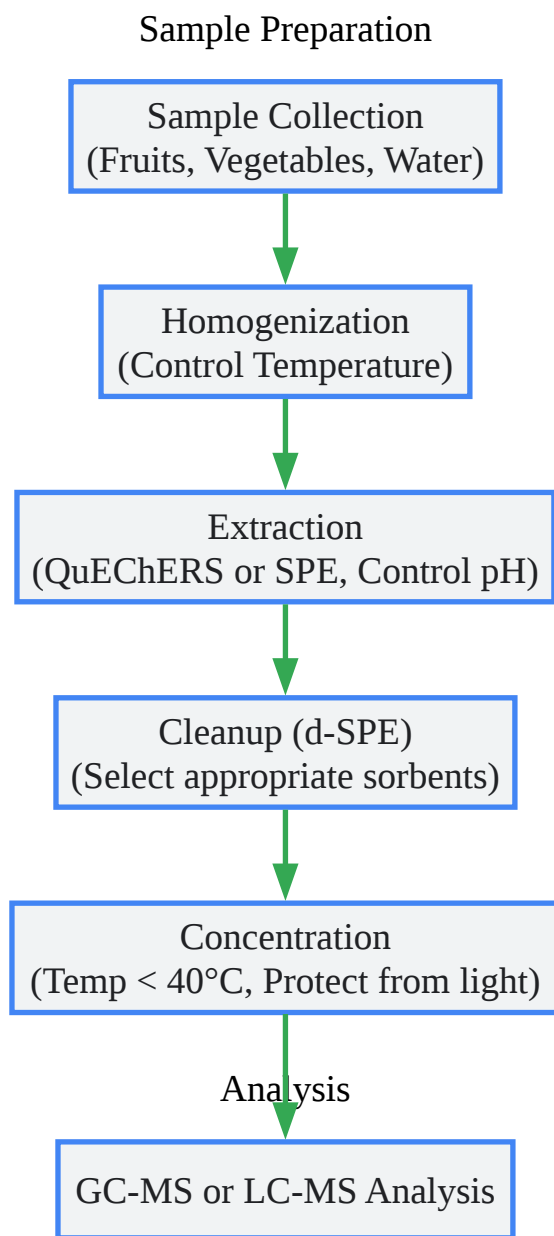 Sample Preparation
Sample Collection
(Fruits, Vegetables, Water)
Homogenization
(Control Temperature)
Extraction
(QuEChERS or SPE, Control pH)
Cleanup (d-SPE)
(Select appropriate sorbents)
Concentration
(Temp < 40°C, Protect from light)
Analysis
GC-MS or LC-MS Analysis